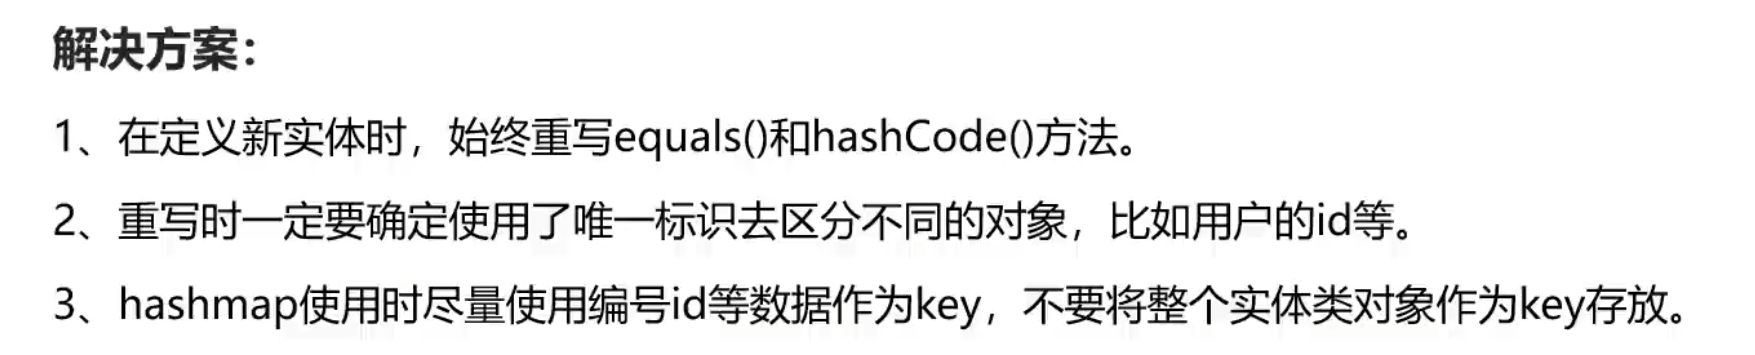 解决方案：
1、在定义新实体时，始终重写equals()和hashCode()方法。
2、重写时一定要确定使用了唯一标识去区分不同的对象，比如用户的id等。
3、hashmap使用时尽量使用编号id等数据作为key，不要将整个实体类对象作为key存放。